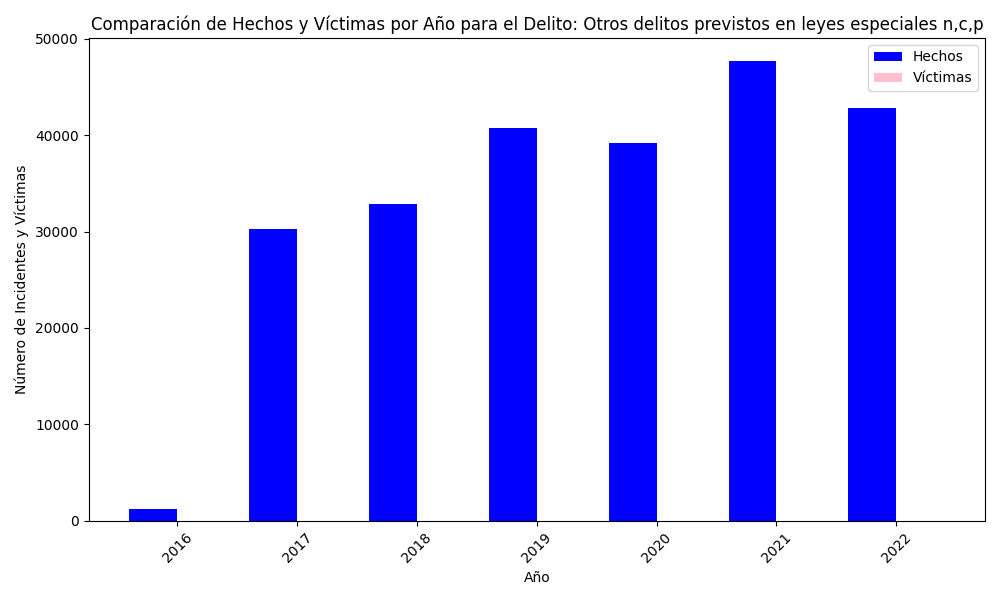 Comparación de Hechos y Víctimas por Año para el Delito: Otros delitos previstos en leyes especiales n,c,p
50000
40000
30000
20000
10000
0
Número de Incidentes y Víctimas
Hechos
Víctimas
2016
2017
2018
2019
2020
2021
2022
Año